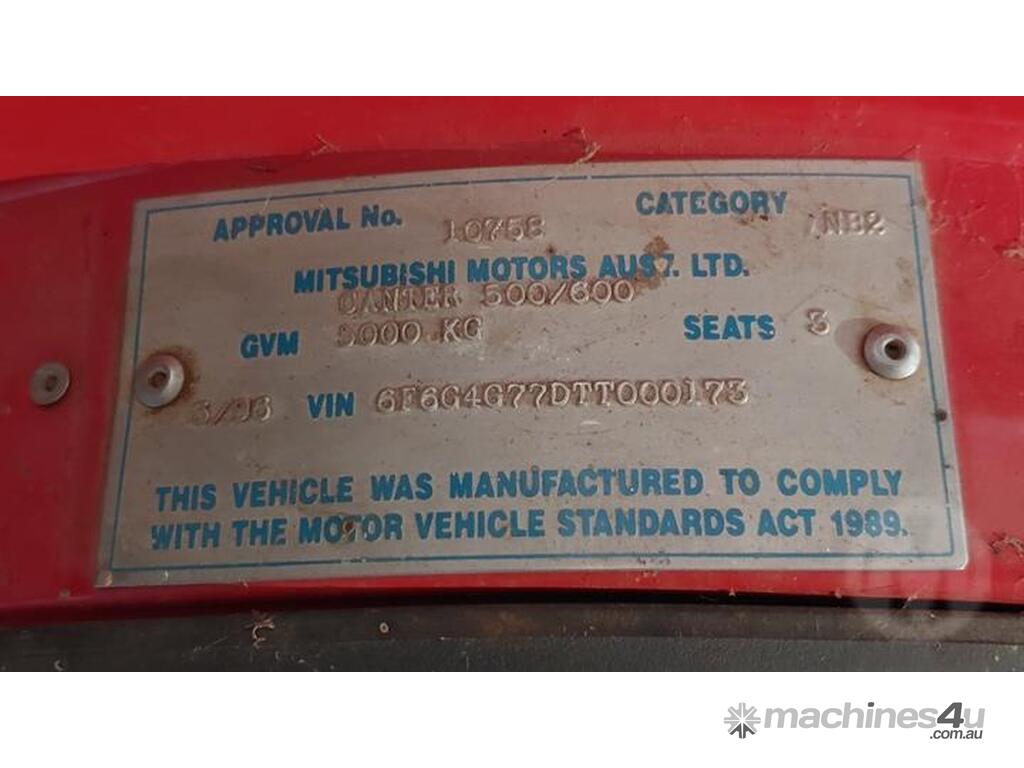 APPROVAL No. 10758 CATEGORY NB2
MITSUBISHI MOTORS AUST. LTD.
CANTER 500/600
GVM 5000 KG SEATS 3
3/96 VIN 6F6G4G77DTT000173
THIS VEHICLE WAS MANUFACTURED TO COMPLY
WITH THE MOTOR VEHICLE STANDARDS ACT 1989.
machines4u
.com.au